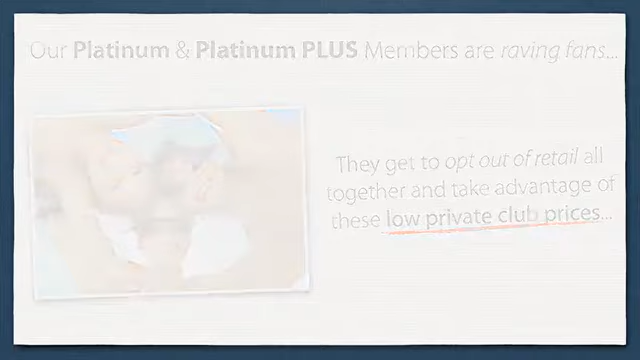 Our Platinum & Platinum PLUS Members are raving fans...
They get to opt out of retail all
together and take advantage of
these low private club prices...